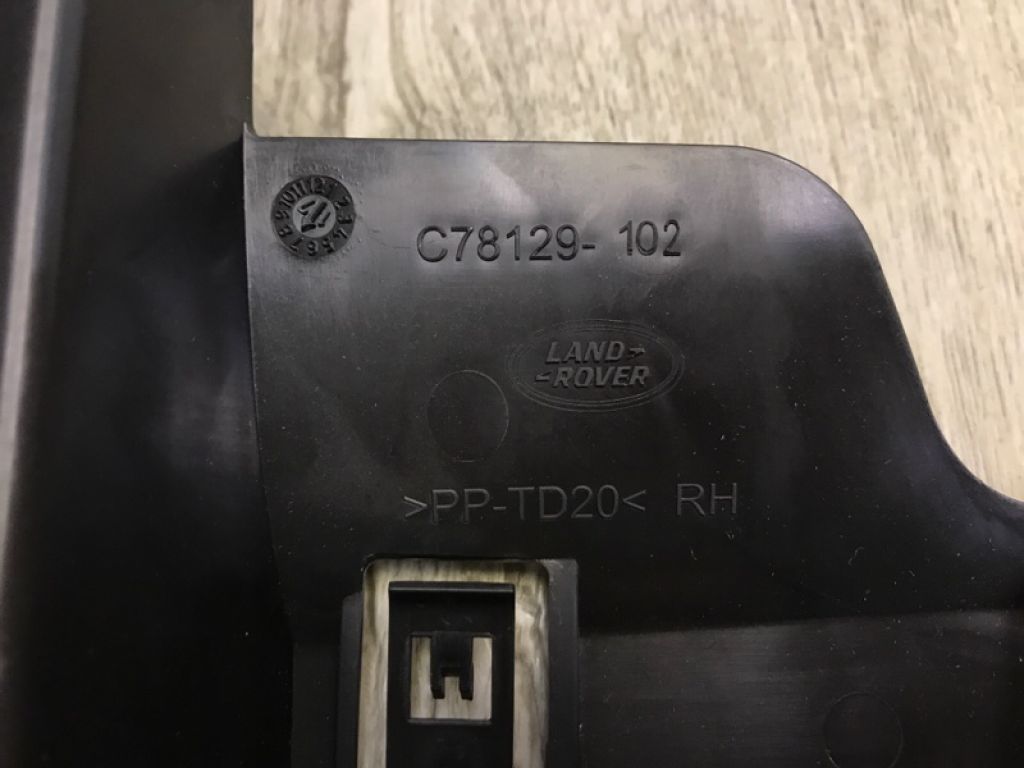 C78129- 102
LAND
-ROVER
>PP-TD20< RH